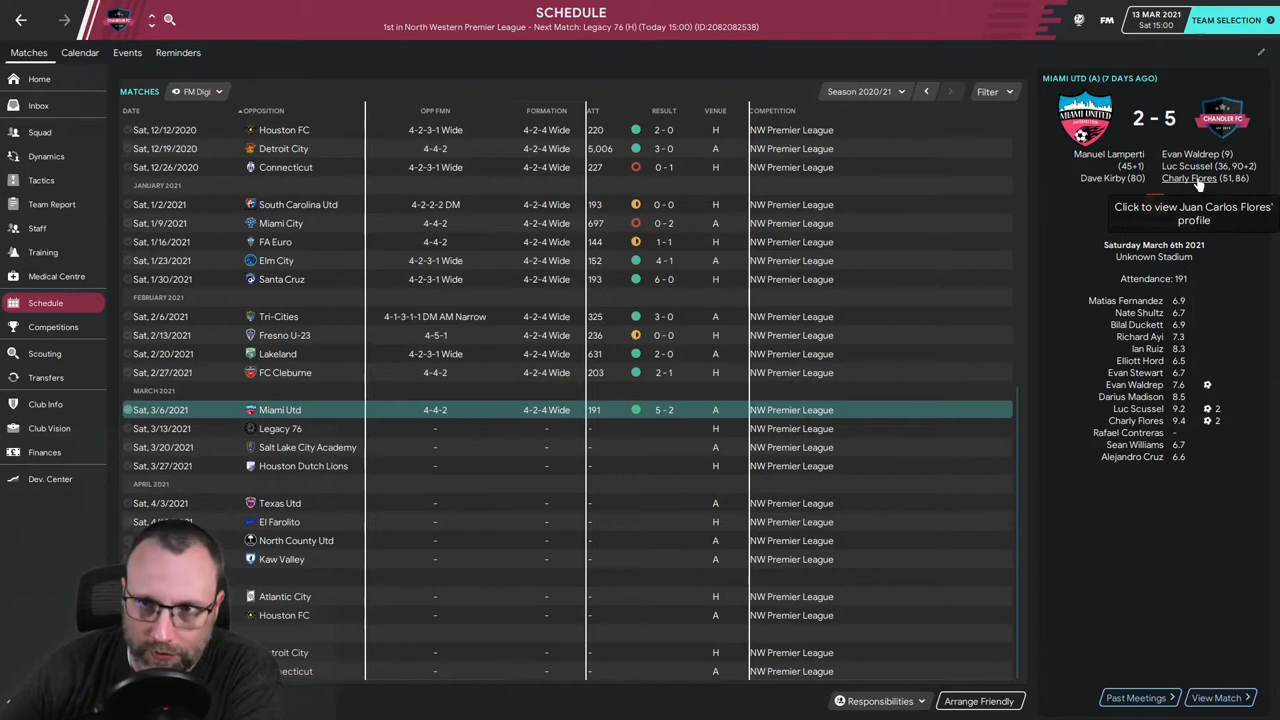 SCHEDULE
1st in North Western Premier League - Next Match: Legacy 76 (H) (Today 15:00) (ID:2082082538)
CHANDLER
FM
13 MAR 2021
Sat 15:00
TEAM SELECTION
Matches Calendar Events Reminders
Home
Inbox
Squad
Dynamics
Tactics
Team Report
Staff
Training
Medical Centre
Schedule
Competitions
Scouting
Transfers
Club Info
Club Vision
Finances
Dev. Center
MATCHES FM Digi Season 2020/21 Filter
DATE OPPOSITION OPP FMN FORMATION ATT RESULT VENUE COMPETITION
Sat, 12/12/2020 Houston FC 4-2-3-1 Wide 4-2-4 Wide 220 2 - 0 H NW Premier League
Sat, 12/19/2020 Detroit City 4-4-2 4-2-4 Wide 5,006 3 - 0 A NW Premier League
Sat, 12/26/2020 Connecticut 4-2-3-1 Wide 4-2-4 Wide 227 0 - 1 H NW Premier League
JANUARY 2021
Sat, 1/2/2021 South Carolina Utd 4-2-2-2 DM 4-2-4 Wide 193 0 - 0 H NW Premier League
Sat, 1/9/2021 Miami City 4-4-2 4-2-4 Wide 697 0 - 2 A NW Premier League
Sat, 1/16/2021 FA Euro 4-4-2 4-2-4 Wide 144 1 - 1 H NW Premier League
Sat, 1/23/2021 Elm City 4-2-3-1 Wide 4-2-4 Wide 152 4 - 1 A NW Premier League
Sat, 1/30/2021 Santa Cruz 4-2-3-1 Wide 4-2-4 Wide 193 6 - 0 H NW Premier League
FEBRUARY 2021
Sat, 2/6/2021 Tri-Cities 4-1-3-1-1 DM AM Narrow 4-2-4 Wide 325 3 - 0 A NW Premier League
Sat, 2/13/2021 Fresno U-23 4-5-1 4-2-4 Wide 236 0 - 0 H NW Premier League
Sat, 2/20/2021 Lakeland 4-2-3-1 Wide 4-2-4 Wide 631 2 - 0 A NW Premier League
Sat, 2/27/2021 FC Cleburne 4-4-2 4-2-4 Wide 203 2 - 1 H NW Premier League
MARCH 2021
Sat, 3/6/2021 Miami Utd 4-4-2 4-2-4 Wide 191 5 - 2 A NW Premier League
Sat, 3/13/2021 Legacy 76 - - - - H NW Premier League
Sat, 3/20/2021 Salt Lake City Academy - - - - A NW Premier League
Sat, 3/27/2021 Houston Dutch Lions - - - - H NW Premier League
APRIL 2021
Sat, 4/3/2021 Texas Utd - - - - A NW Premier League
El Farolito - - - - H NW Premier League
North County Utd - - - - A NW Premier League
Kaw Valley - - - - A NW Premier League
Atlantic City - - - - H NW Premier League
Houston FC - - - - A NW Premier League
etroit City - - - - H NW Premier League
necticut - - - - A NW Premier League
Responsibilities Arrange Friendly
MIAMI UTD (A) (7 DAYS AGO)
MIAMI UNITED
2 - 5
CHANDLER FC
Manuel Lamperti (45+1)
Dave Kirby (80)
Evan Waldrep (9)
Luc Scussel (36, 90+2)
Charly Flores (51, 86)
Click to view Juan Carlos Flores'
profile
Saturday March 6th 2021
Unknown Stadium
Attendance: 191
Matias Fernandez 6.9
Nate Shultz 6.7
Bilal Duckett 6.9
Richard Ayi 7.3
Ian Ruiz 8.3
Elliott Hord 6.5
Evan Stewart 6.7
Evan Waldrep 7.6
Darius Madison 8.5
Luc Scussel 9.2 2
Charly Flores 9.4 2
Rafael Contreras -
Sean Williams 6.7
Alejandro Cruz 6.6
Past Meetings View Match